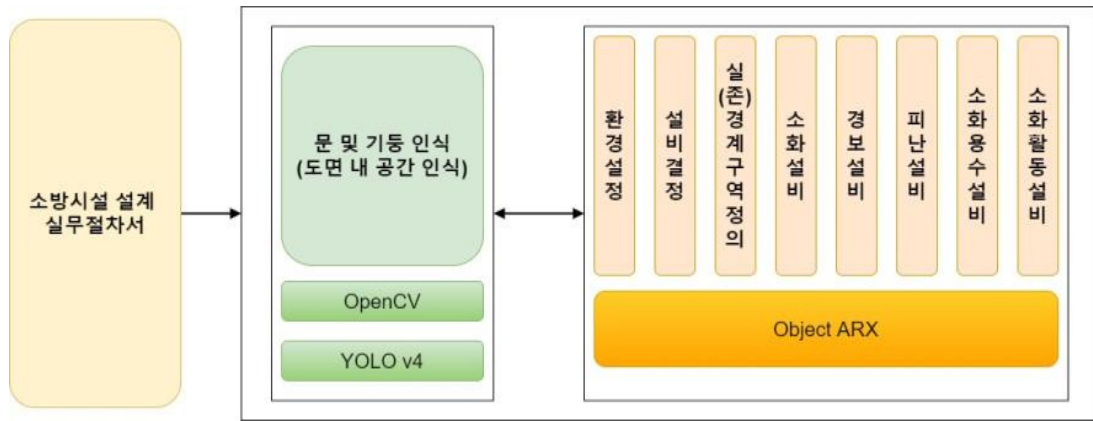 소방시설 설계
실무절차서
문 및 기둥 인식
(도면 내 공간 인식)
OpenCV
YOLO v4
환경설정
설비결정
실(존)경계구역정의
소화설비
경보설비
피난설비
소화용수설비
소화활동설비
Object ARX